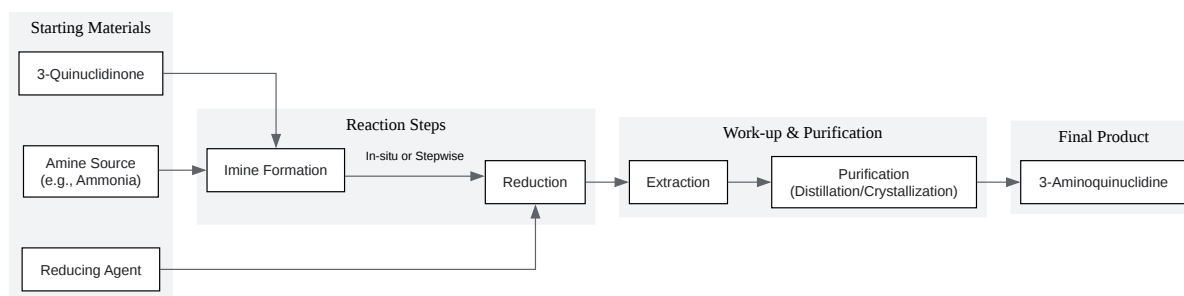 Starting Materials
3-Quinuclidinone
Amine Source
(e.g., Ammonia)
Reducing Agent
Reaction Steps
Imine Formation
In-situ or Stepwise
Reduction
Work-up & Purification
Extraction
Purification
(Distillation/Crystallization)
Final Product
3-Aminoquinuclidine